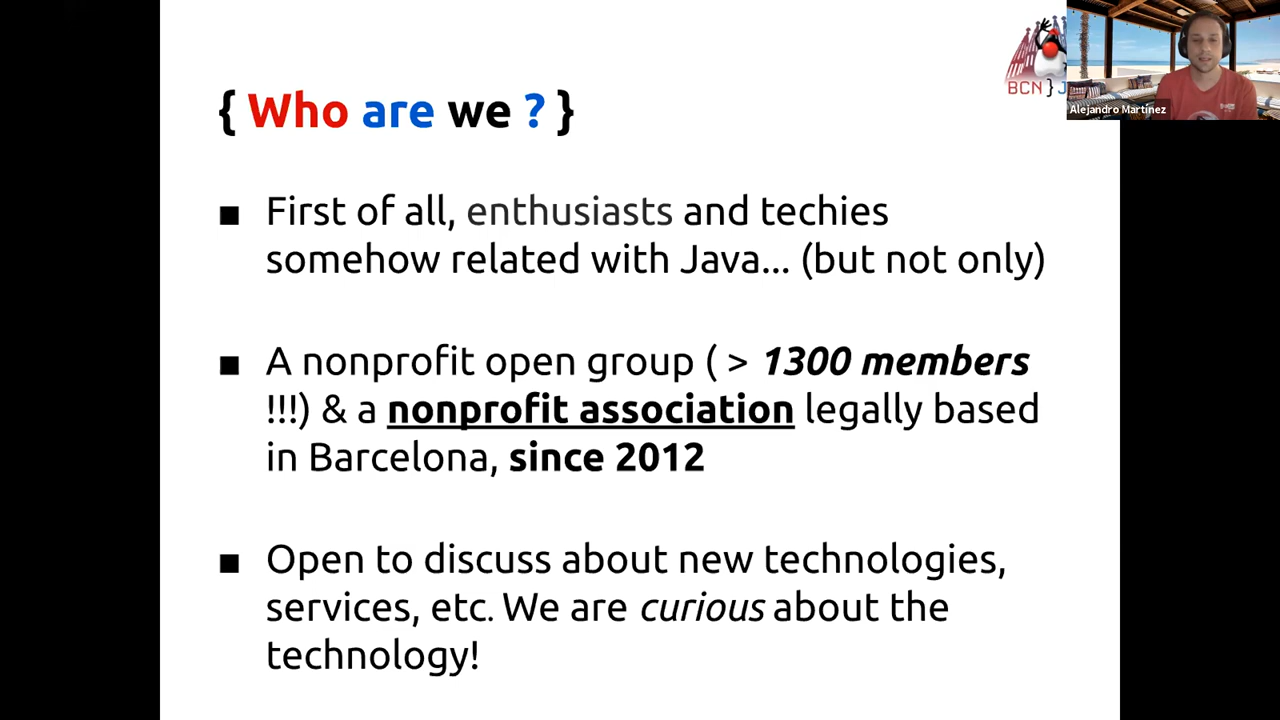 { Who are we ? }
BCN } J
Alejandro Martínez
■ First of all, enthusiasts and techies
somehow related with Java... (but not only)
■ A nonprofit open group ( > 1300 members
!!!) & a nonprofit association legally based
in Barcelona, since 2012
■ Open to discuss about new technologies,
services, etc. We are curious about the
technology!